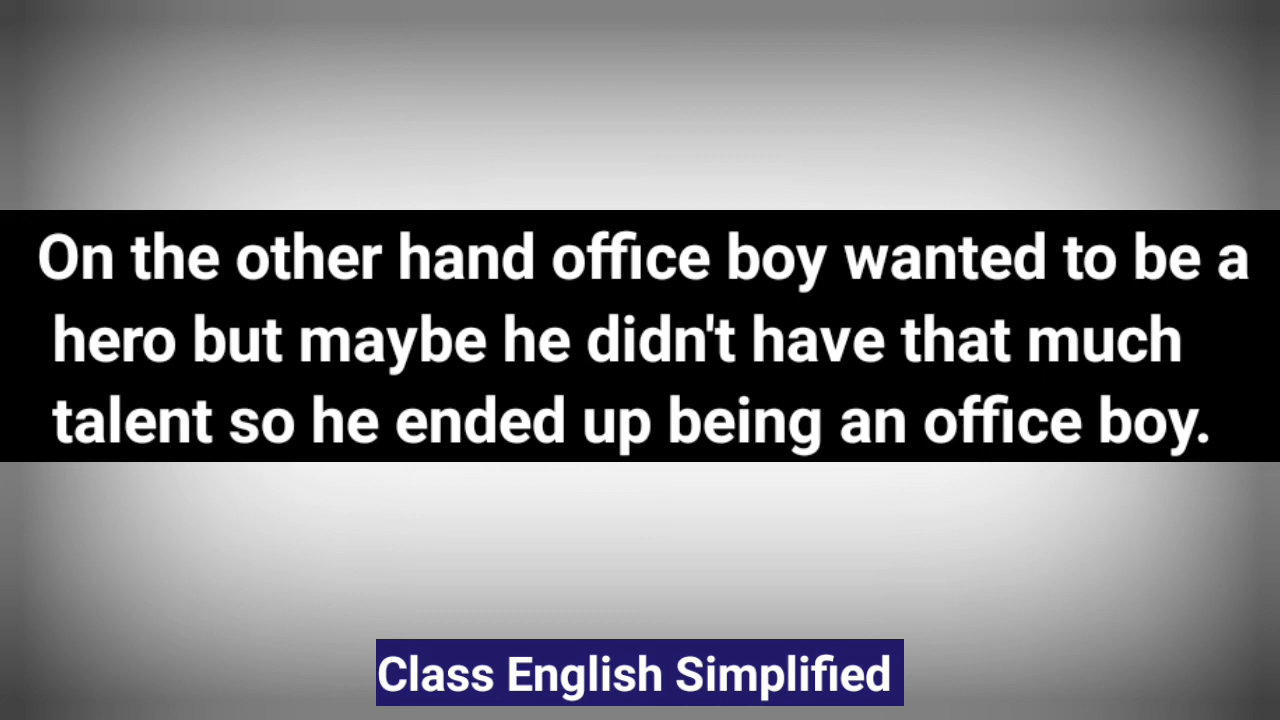 On the other hand office boy wanted to be a
hero but maybe he didn't have that much
talent so he ended up being an office boy.
Class English Simplified